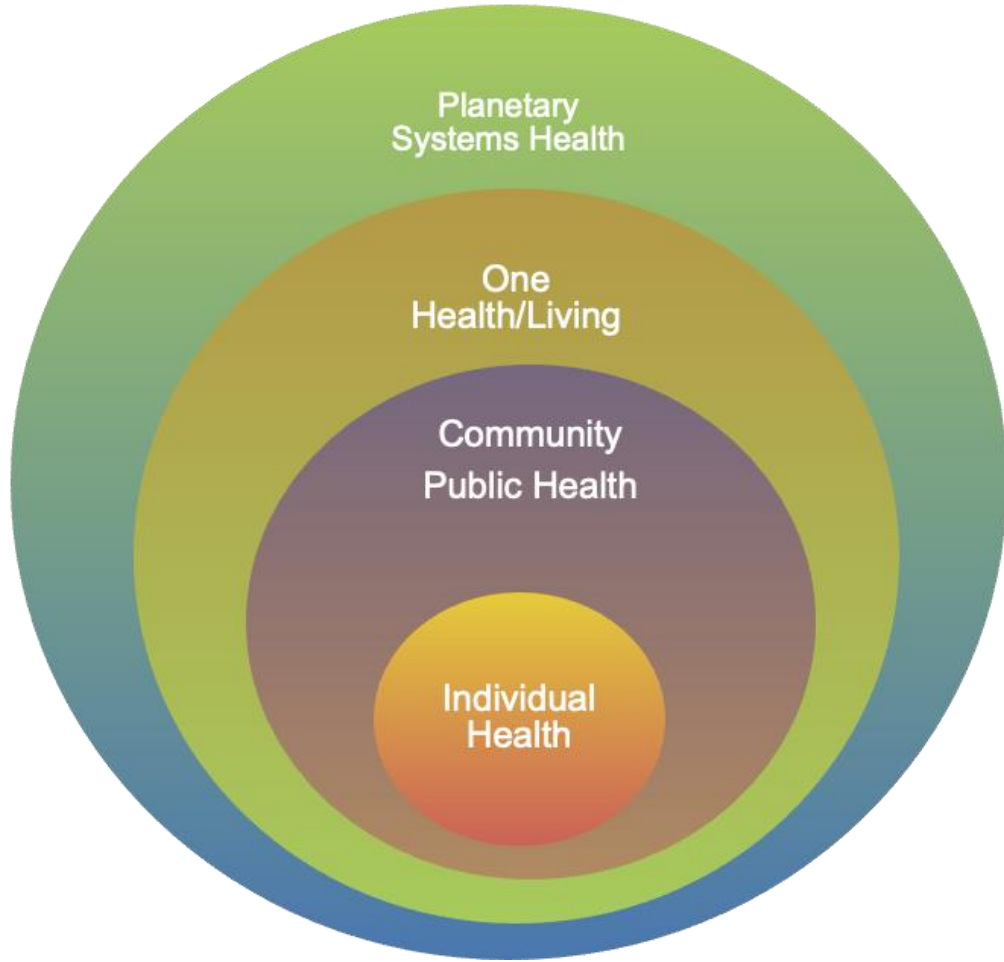 Planetary
Systems Health
One
Health/Living
Community
Public Health
Individual
Health